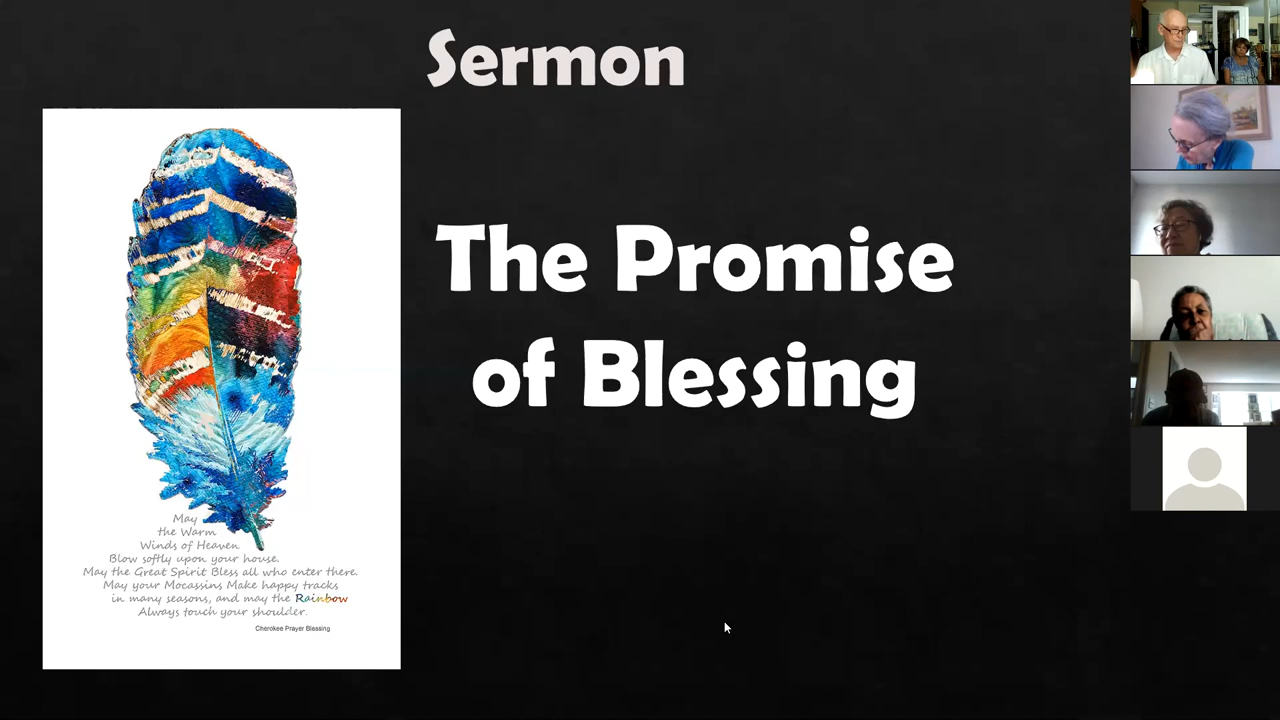 Sermon
The Promise
of Blessing
May
the Warm
Winds of Heaven
Blow softly upon your house.
May the Great Spirit Bless all who enter there.
May your Mocassins Make happy tracks
in many seasons, and may the Rainbow
Always touch your shoulder.
Cherokee Prayer Blessing